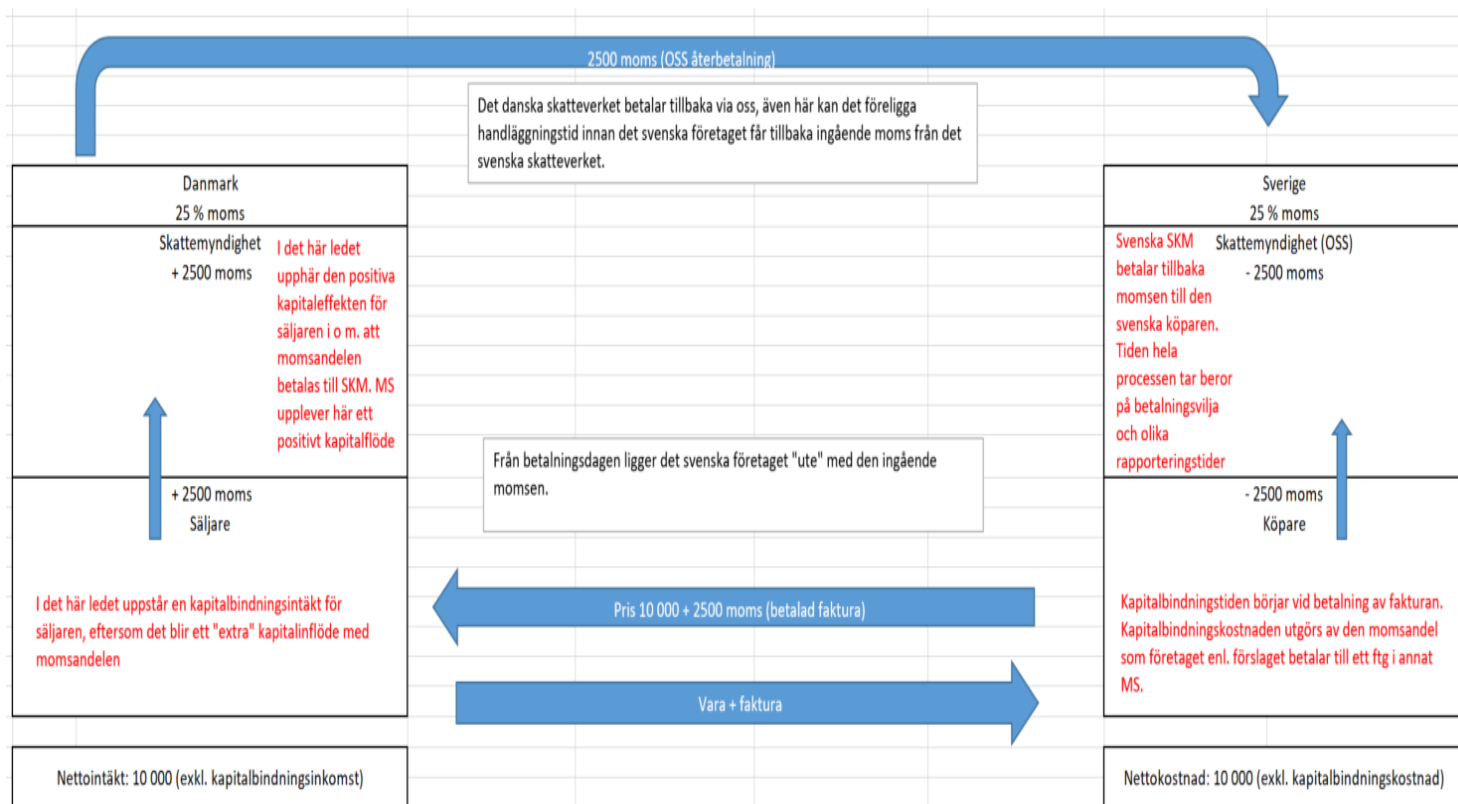 2500 moms (OSS återbetalning)
Det danska skatteverket betalar tillbaka via oss, även här kan det föreligga
handläggningstid innan det svenska företaget får tillbaka ingående moms från det
svenska skatteverket.
Danmark
25 % moms
Skattemyndighet
+ 2500 moms
I det här ledet
upphär den positiva
kapitaleffekten för
säljaren i o m. att
momsandelen
betalas till SKM. MS
upplever här ett
positivt kapitalflöde
+ 2500 moms
Säljare
I det här ledet uppstår en kapitalbindningsintäkt för
säljaren, eftersom det blir ett "extra" kapitalinflöde med
momsandelen
Nettointäkt: 10 000 (exkl. kapitalbindningsinkomst)
Från betalningsdagen ligger det svenska företaget "ute" med den ingående
momsen.
Pris 10 000 + 2500 moms (betalad faktura)
Vara + faktura
Sverige
25 % moms
Skattemyndighet (OSS)
- 2500 moms
Svenska SKM
betalar tillbaka
momsen till den
svenska köparen.
Tiden hela
processen tar beror
på betalningsvilja
och olika
rapporteringstider
- 2500 moms
Köpare
Kapitalbindningstiden börjar vid betalning av fakturan.
Kapitalbindningskostnaden utgörs av den momsandel
som företaget enl. förslaget betalar till ett ftg i annat
MS.
Nettokostnad: 10 000 (exkl. kapitalbindningskostnad)